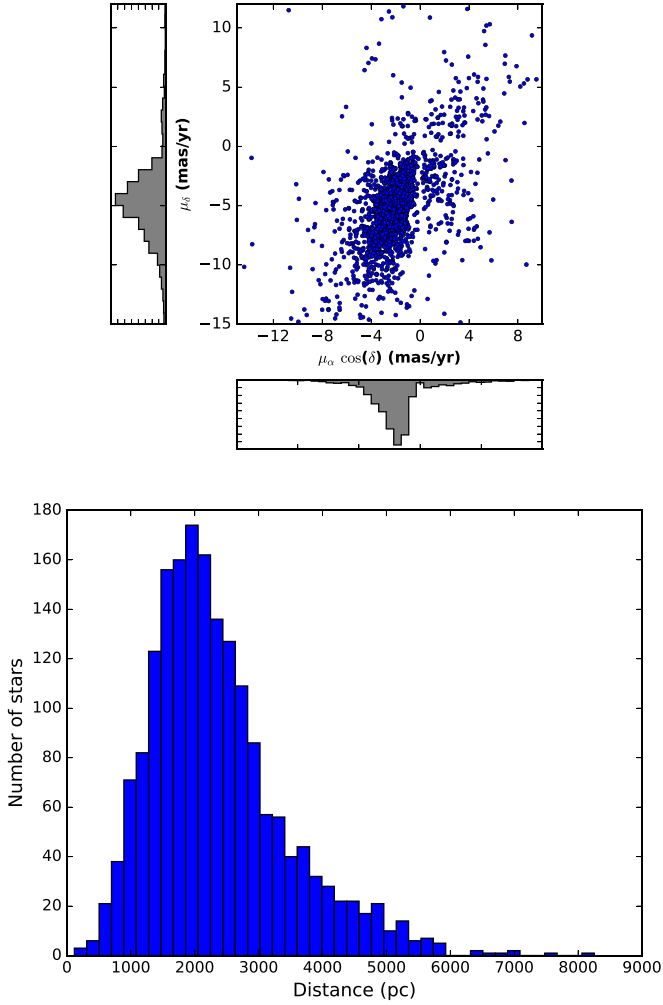 10
5
0
−5
−10
−15
μδ (mas/yr)
−12 −8 −4 0 4 8
μα cos(δ) (mas/yr)
180
160
140
120
100
80
60
40
20
0
Number of stars
0 1000 2000 3000 4000 5000 6000 7000 8000 9000
Distance (pc)